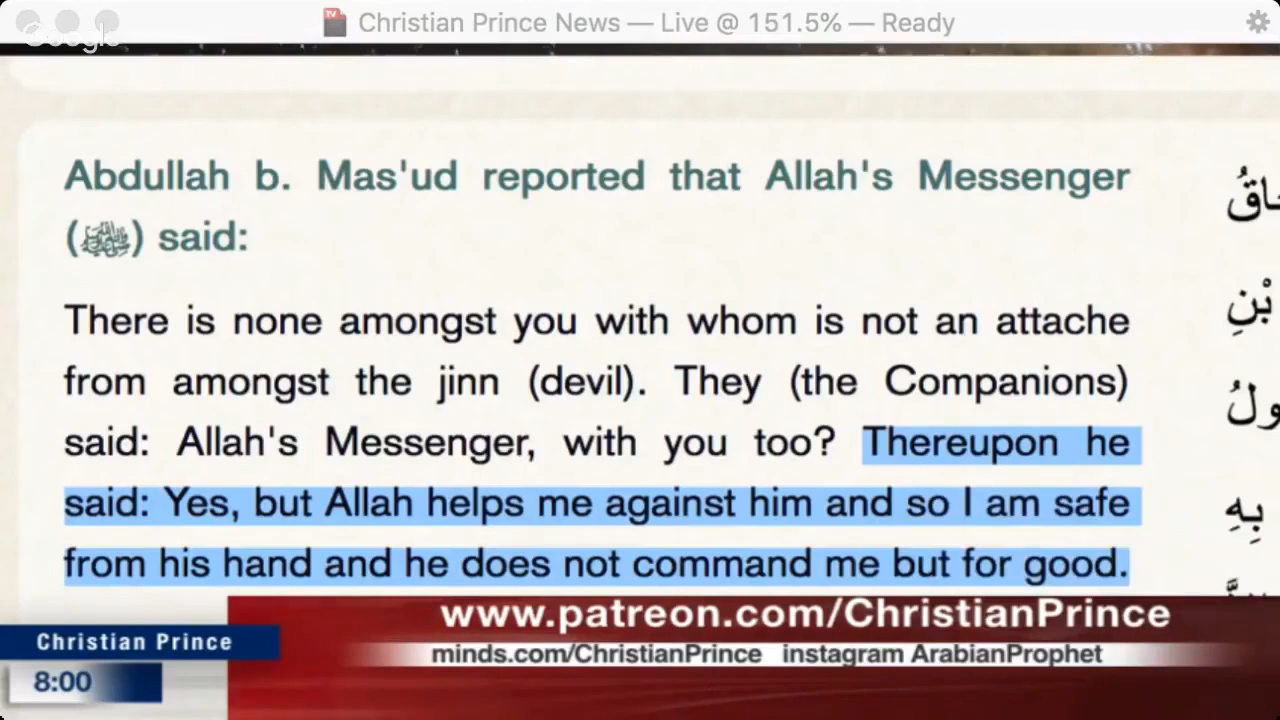 Christian Prince News — Live @ 151.5% — Ready
Google
Abdullah b. Mas'ud reported that Allah's Messenger
(ﷺ) said:
There is none amongst you with whom is not an attache
from amongst the jinn (devil). They (the Companions)
said: Allah's Messenger, with you too? Thereupon he
said: Yes, but Allah helps me against him and so I am safe
from his hand and he does not command me but for good.
بِهِ
www.patreon.com/ChristianPrince
Christian Prince
minds.com/ChristianPrince instagram ArabianProphet
8:00